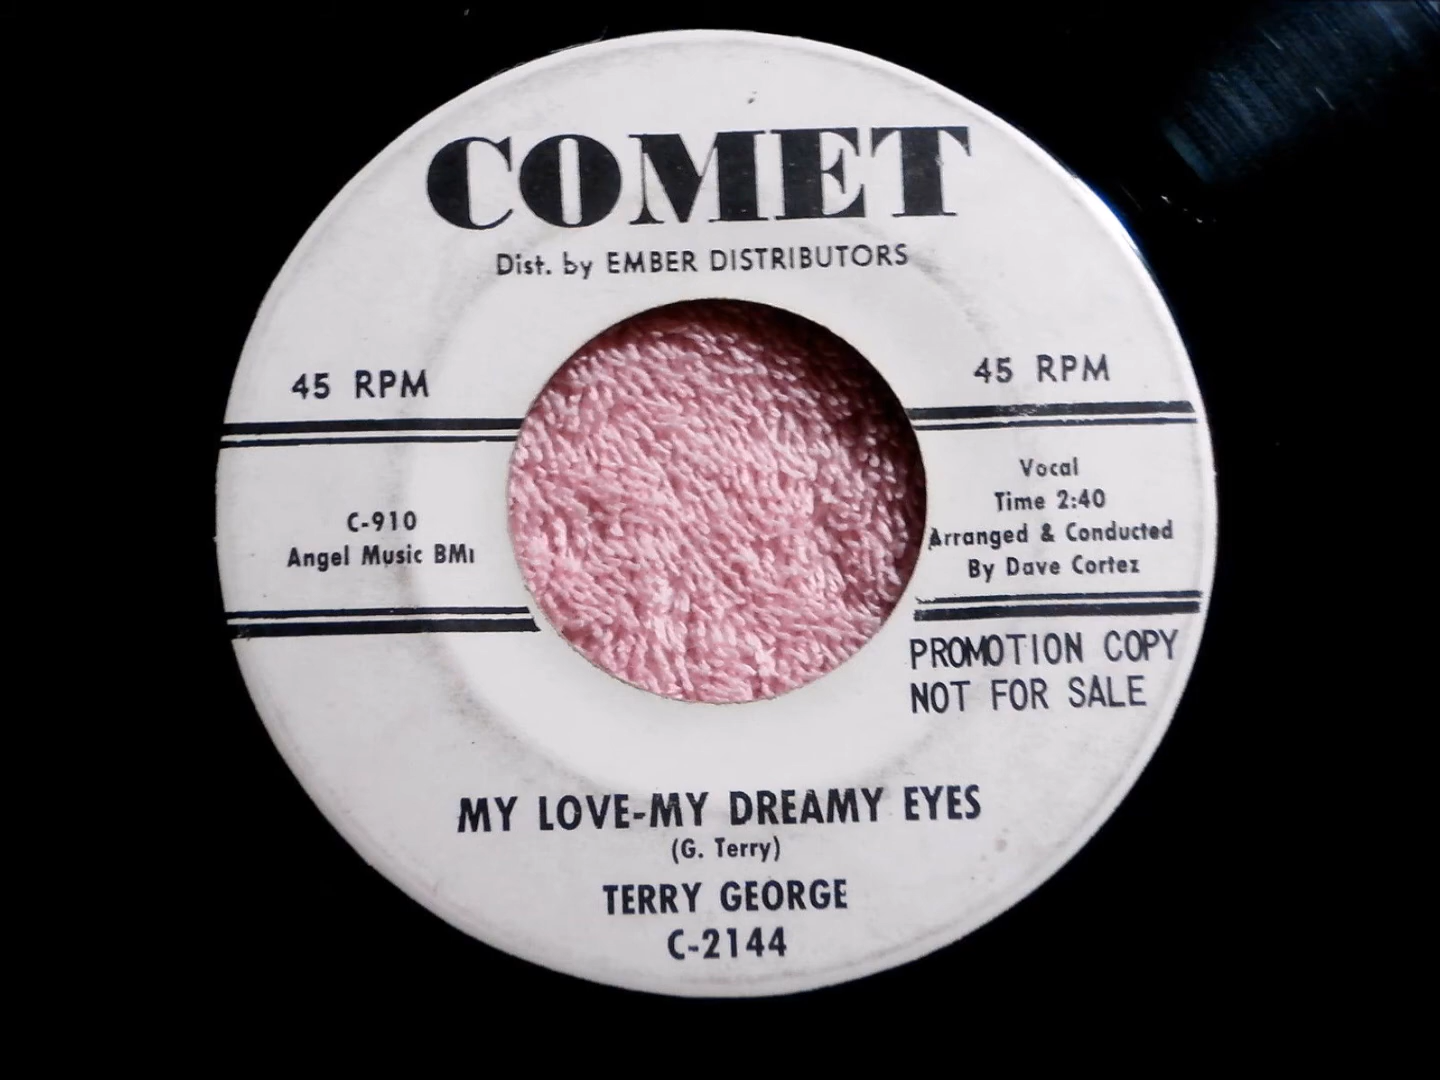 COMET
Dist. by EMBER DISTRIBUTORS
45 RPM
45 RPM
C-910
Angel Music BMI
Vocal
Time 2:40
Arranged & Conducted
By Dave Cortez
PROMOTION COPY
NOT FOR SALE
MY LOVE-MY DREAMY EYES
(G. Terry)
TERRY GEORGE
C-2144